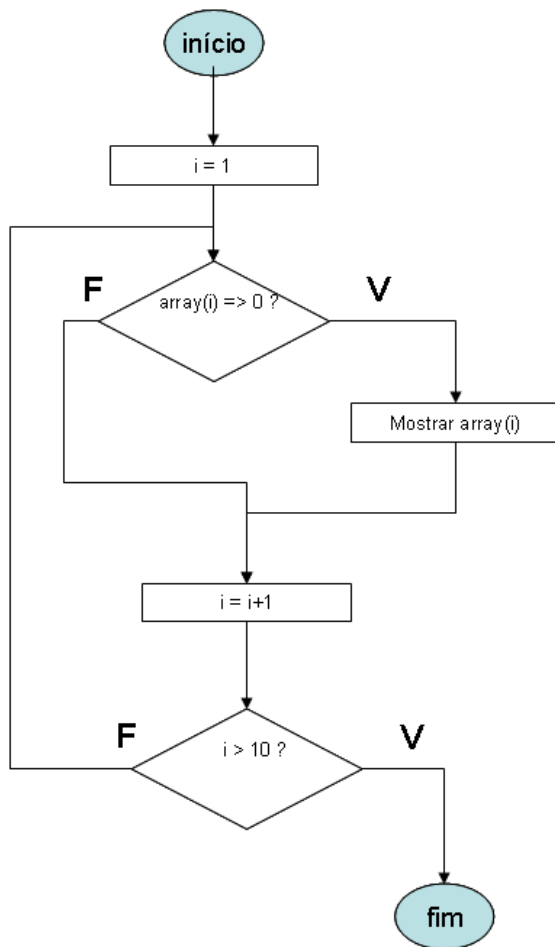 início
i = 1
F
array(i) => 0 ?
V
Mostrar array(i)
i = i+1
F
i > 10 ?
V
fim